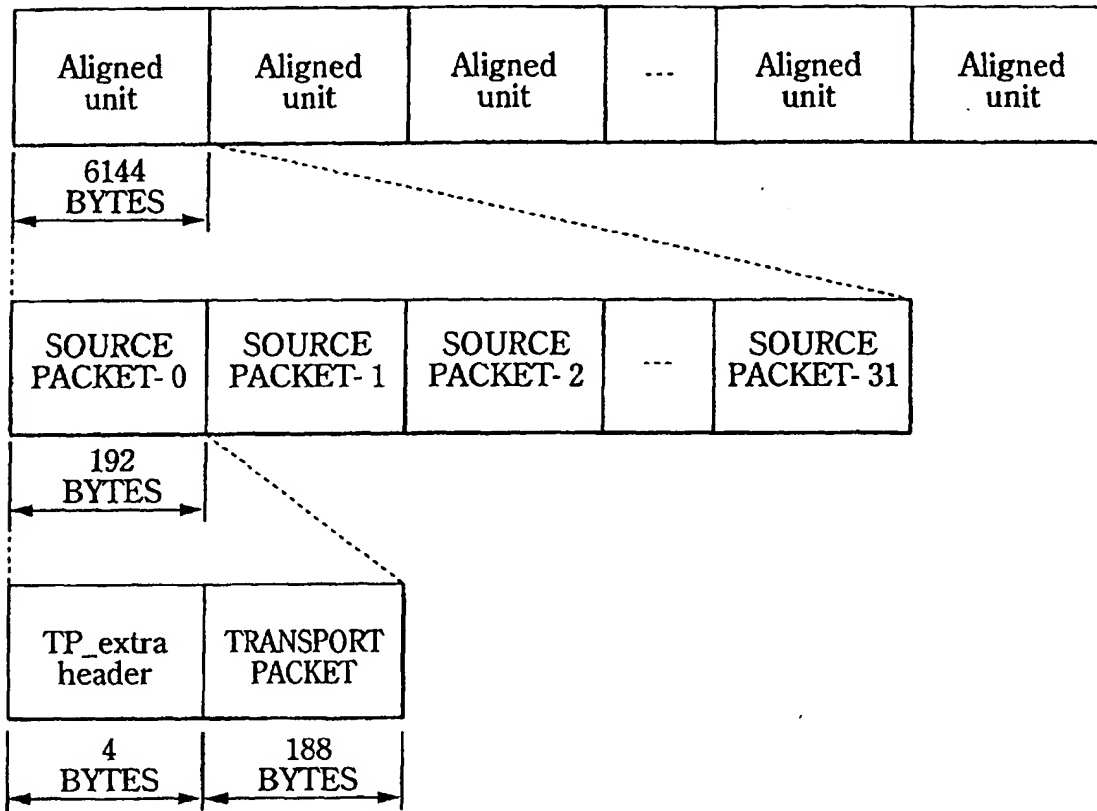 Aligned unit
Aligned unit
Aligned unit
---
Aligned unit
Aligned unit
6144 BYTES
SOURCE PACKET- 0
SOURCE PACKET- 1
SOURCE PACKET- 2
---
SOURCE PACKET- 31
192 BYTES
TP_extra header
TRANSPORT PACKET
4 BYTES
188 BYTES